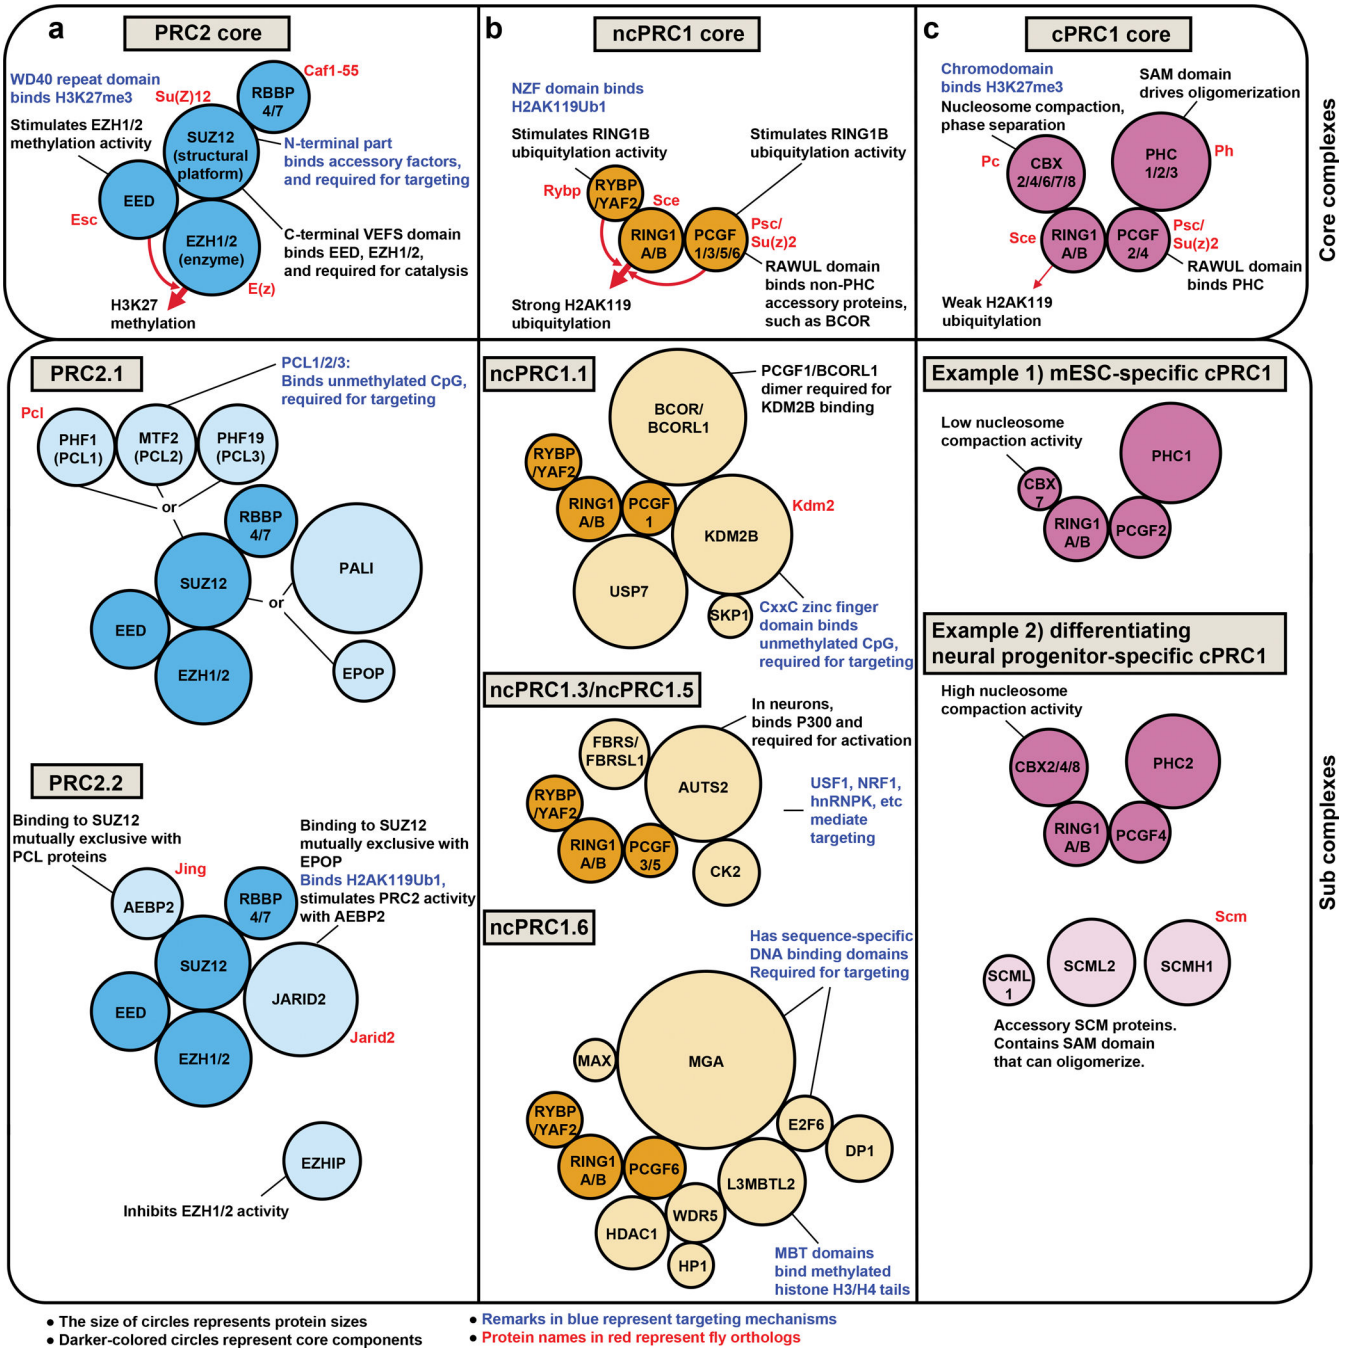 a
PRC2 core
WD40 repeat domain
binds H3K27me3
Stimulates EZH1/2
methylation activity
Su(Z)12
Caf1-55
RBBP
4/7
SUZ12
(structural
platform)
N-terminal part
binds accessory factors,
and required for targeting
EED
Esc
EZH1/2
(enzyme)
C-terminal VEFS domain
binds EED, EZH1/2,
and required for catalysis
E(z)
H3K27
methylation
b
ncPRC1 core
NZF domain binds
H2AK119Ub1
Stimulates RING1B
ubiquitylation activity
Stimulates RING1B
ubiquitylation activity
Rybp
RYBP
/YAF2
Sce
RING1
A/B
PCGF
1/3/5/6
Psc/
Su(z)2
RAWUL domain
binds non-PHC
accessory proteins,
such as BCOR
Strong H2AK119
ubiquitylation
c
cPRC1 core
Chromodomain
binds H3K27me3
Nucleosome compaction,
phase separation
SAM domain
drives oligomerization
Pc
CBX
2/4/6/7/8
PHC
1/2/3
Ph
Sce
RING1
A/B
PCGF
2/4
Psc/
Su(z)2
RAWUL domain
binds PHC
Weak H2AK119
ubiquitylation
Core complexes
PRC2.1
PCL1/2/3:
Binds unmethylated CpG,
required for targeting
Pcl
PHF1
(PCL1)
MTF2
(PCL2)
PHF19
(PCL3)
or
RBBP
4/7
SUZ12
PALI
or
EED
EZH1/2
EPOP
PRC2.2
Binding to SUZ12
mutually exclusive with
PCL proteins
Jing
AEBP2
RBBP
4/7
Binding to SUZ12
mutually exclusive with
EPOP
Binds H2AK119Ub1,
stimulates PRC2 activity
with AEBP2
SUZ12
EED
JARID2
Jarid2
EZH1/2
EZHIP
Inhibits EZH1/2 activity
ncPRC1.1
BCOR/
BCORL1
PCGF1/BCORL1
dimer required for
KDM2B binding
RYBP
/YAF2
RING1
A/B
PCGF
1
KDM2B
Kdm2
USP7
SKP1
CxxC zinc finger
domain binds
unmethylated CpG,
required for targeting
ncPRC1.3/ncPRC1.5
In neurons,
binds P300 and
required for activation
FBRS/
FBRSL1
AUTS2
RYBP
/YAF2
RING1
A/B
PCGF
3/5
CK2
USF1, NRF1,
hnRNPK, etc
mediate
targeting
ncPRC1.6
Has sequence-specific
DNA binding domains
Required for targeting
MAX
MGA
RYBP
/YAF2
RING1
A/B
PCGF6
E2F6
DP1
L3MBTL2
WDR5
HDAC1
HP1
MBT domains
bind methylated
histone H3/H4 tails
Example 1) mESC-specific cPRC1
Low nucleosome
compaction activity
CBX
7
PHC1
RING1
A/B
PCGF2
Example 2) differentiating
neural progenitor-specific cPRC1
High nucleosome
compaction activity
CBX2/4/8
PHC2
RING1
A/B
PCGF4
Scm
SCML
1
SCML2
SCMH1
Accessory SCM proteins.
Contains SAM domain
that can oligomerize.
Sub complexes
● The size of circles represents protein sizes
● Darker-colored circles represent core components
● Remarks in blue represent targeting mechanisms
● Protein names in red represent fly orthologs